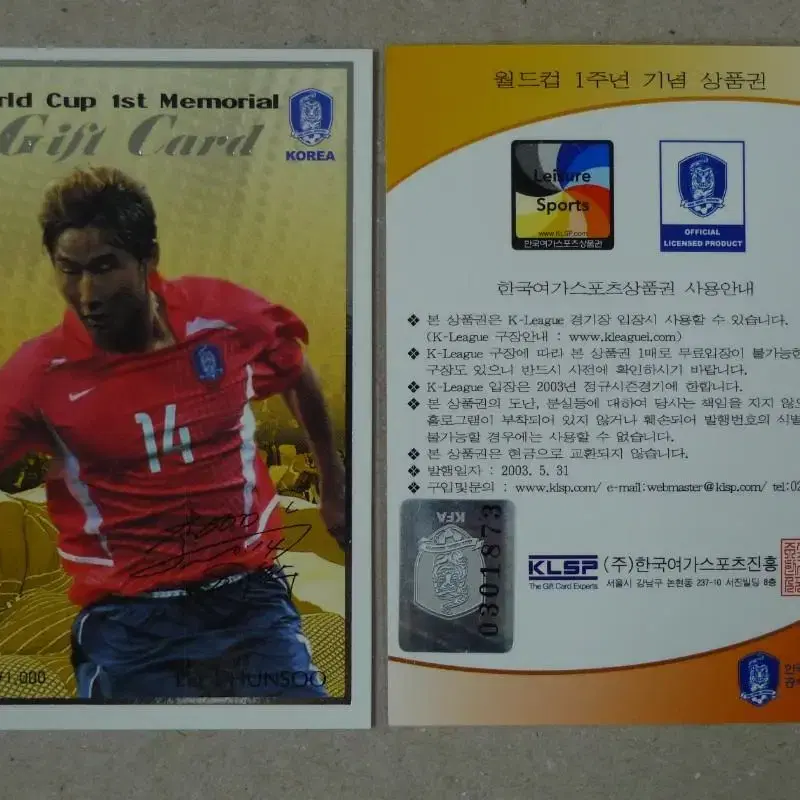 rld Cup 1st Memorial
Gift Card
KOREA
14
1,000
CHUNSOO
월드컵 1주년 기념 상품권
Leisure
Sports
www.KLSP.com
한국여가스포츠상품권
OFFICIAL
LICENSED PRODUCT
한국여가스포츠상품권 사용안내
❖ 본 상품권은 K-League 경기장 입장시 사용할 수 있습니다.
(K-League 구장안내 : www.kleaguei.com)
❖ K-League 구장에 따라 본 상품권 1매로 무료입장이 불가능한
구장도 있으니 반드시 사전에 확인하시기 바랍니다.
❖ K-League 입장은 2003년 정규시즌경기에 한합니다.
❖ 본 상품권의 도난, 분실등에 대하여 당사는 책임을 지지 않으
홀로그램이 부착되어 있지 않거나 훼손되어 발행번호의 식별
불가능할 경우에는 사용할 수 없습니다.
❖ 본 상품권은 현금으로 교환되지 않습니다.
❖ 발행일자 : 2003. 5. 31
❖ 구입및문의 : www.klsp.com/ e-mail:webmaster@klsp.com/ tel:02
KFA
0301873
KLSP (주)한국여가스포츠진흥
The Gift Card Experts 서울시 강남구 논현동 237-10 서진빌딩 8층